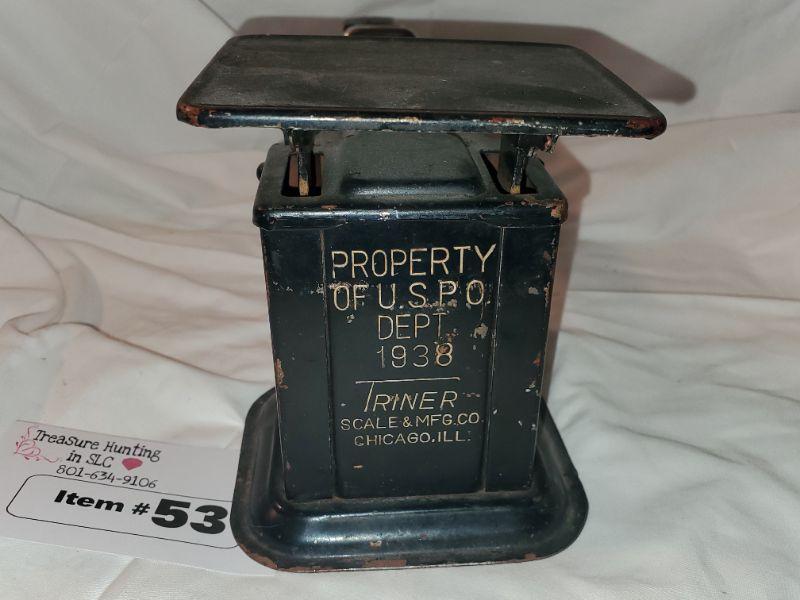 PROPERTY
OF U.S.P.O.
DEPT.
1938
TRINER
SCALE & MFG.CO.
CHICAGO.ILL.
Treasure Hunting
in SLC
801-634-9106
Item # 53